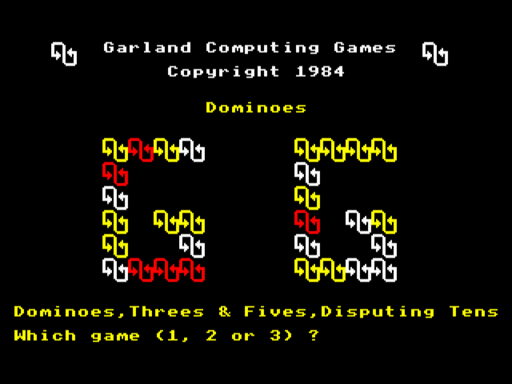 Garland Computing Games
Copyright 1984
Dominoes
Dominoes,Threes & Fives,Disputing Tens
Which game (1, 2 or 3) ?